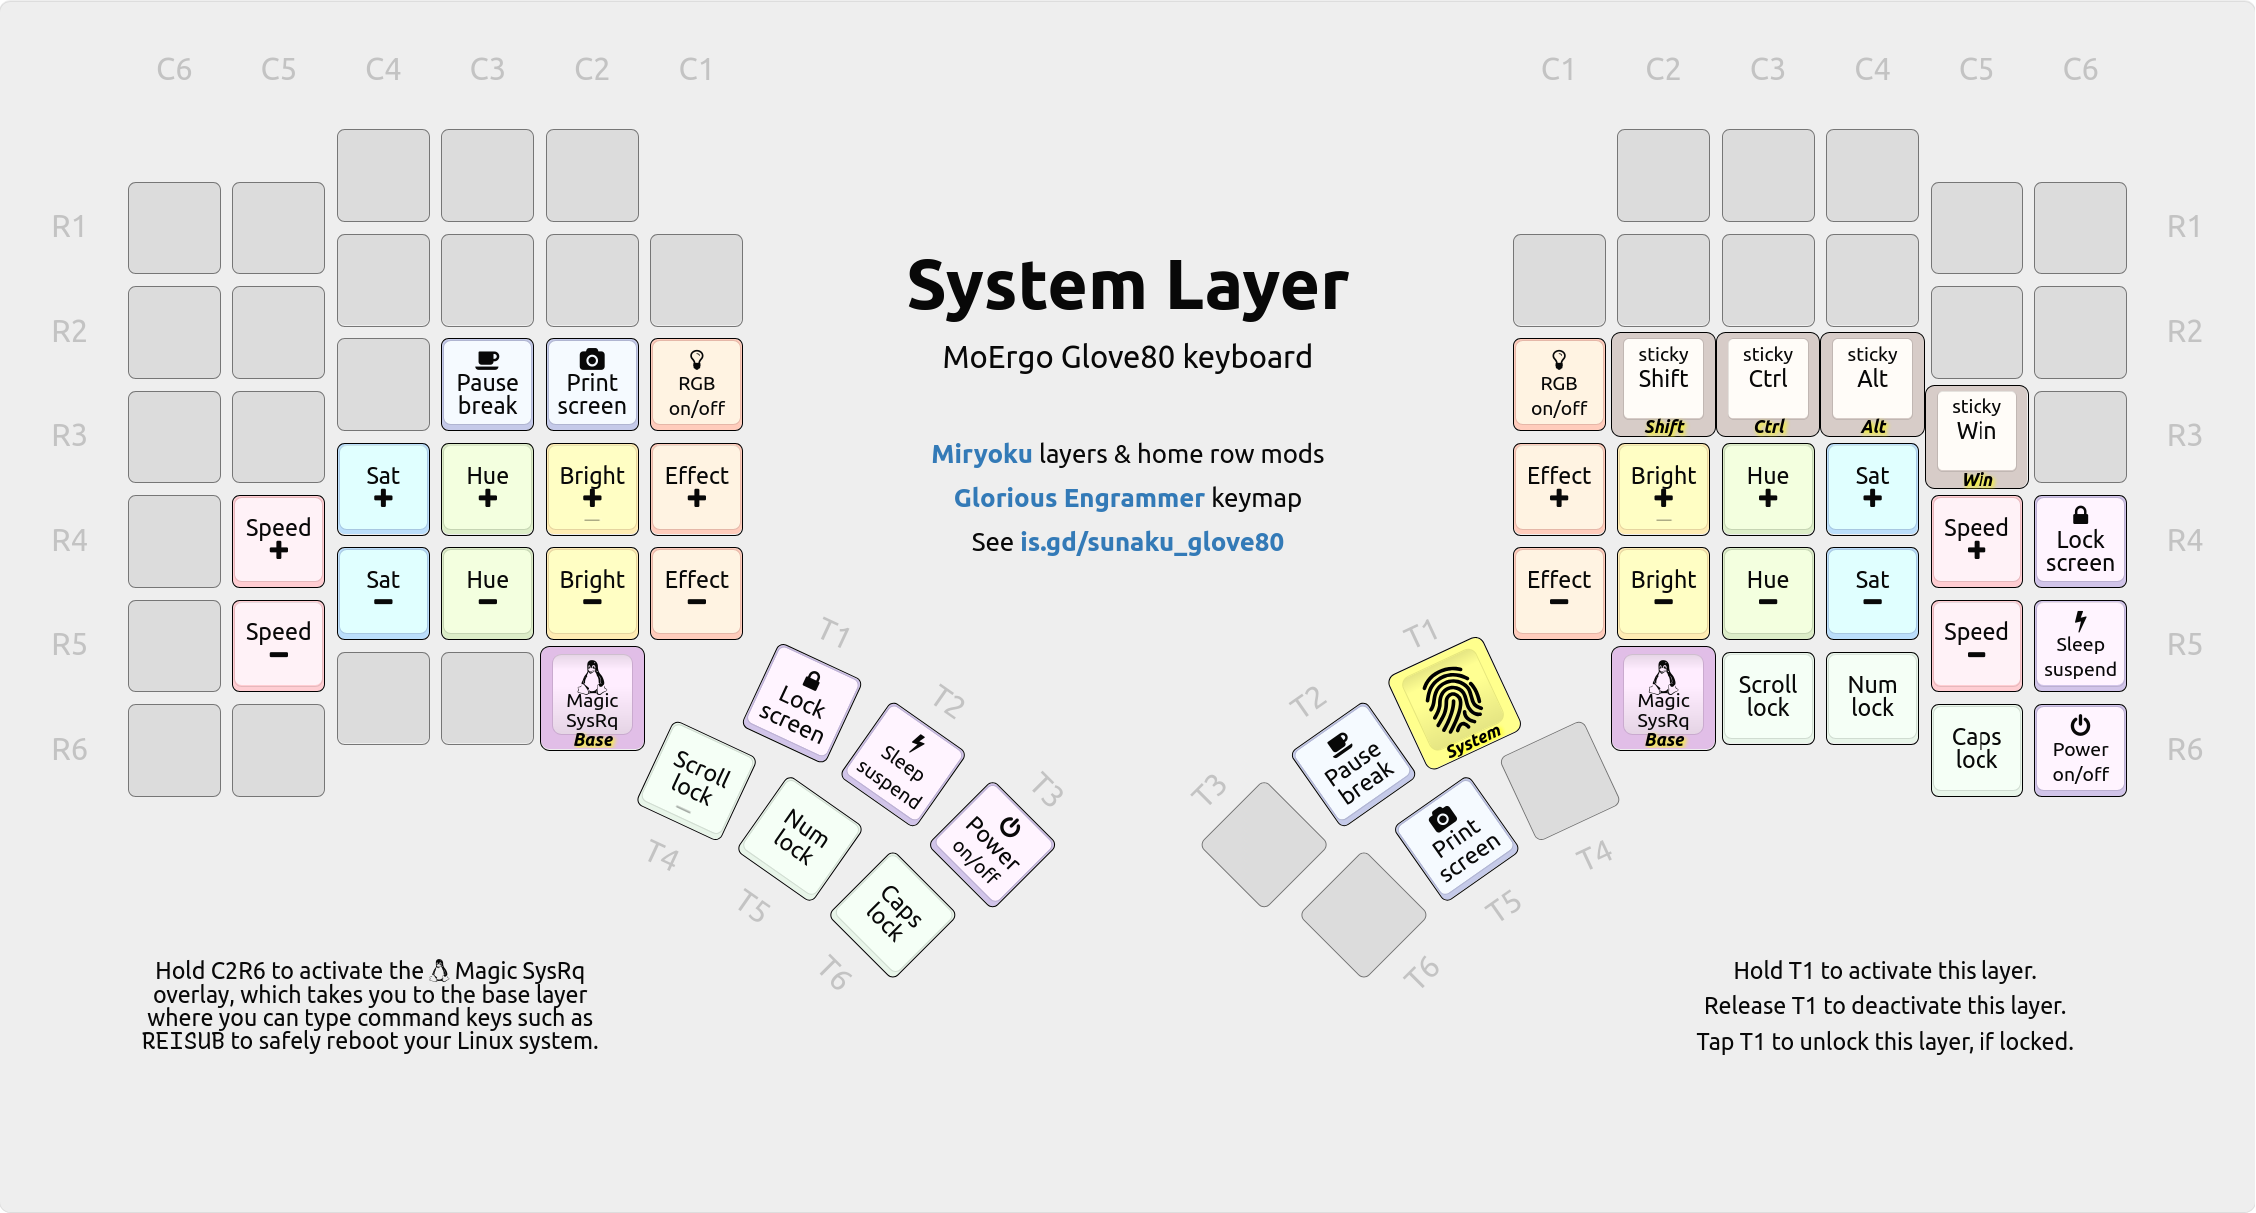 C6 C5 C4 C3 C2 C1
C1 C2 C3 C4 C5 C6
R1
R2
R3
R4
R5
R6
R1
R2
R3
R4
R5
R6
System Layer
MoErgo Glove80 keyboard
Miryoku layers & home row mods
Glorious Engrammer keymap
See is.gd/sunaku_glove80
Pause
break
Print
screen
RGB
on/off
Speed
+
Sat
+
Hue
+
Bright
+
_
Effect
+
Speed
-
Sat
-
Hue
-
Bright
-
Effect
-
Magic
SysRq
Base
T1
T2
T3
Lock
screen
Sleep
suspend
Power
on/off
Scroll
lock
_
Num
lock
Caps
lock
T4
T5
T6
RGB
on/off
sticky
Shift
Shift
sticky
Ctrl
Ctrl
sticky
Alt
Alt
sticky
Win
Win
Effect
+
Bright
+
_
Hue
+
Sat
+
Speed
+
Lock
screen
Effect
-
Bright
-
Hue
-
Sat
-
Speed
-
Sleep
suspend
Magic
SysRq
Base
Scroll
lock
Num
lock
Caps
lock
Power
on/off
T1
T2
T3
System
Pause
break
Print
screen
T4
T5
T6
Hold C2R6 to activate the Magic SysRq
overlay, which takes you to the base layer
where you can type command keys such as
REISUB to safely reboot your Linux system.
Hold T1 to activate this layer.
Release T1 to deactivate this layer.
Tap T1 to unlock this layer, if locked.